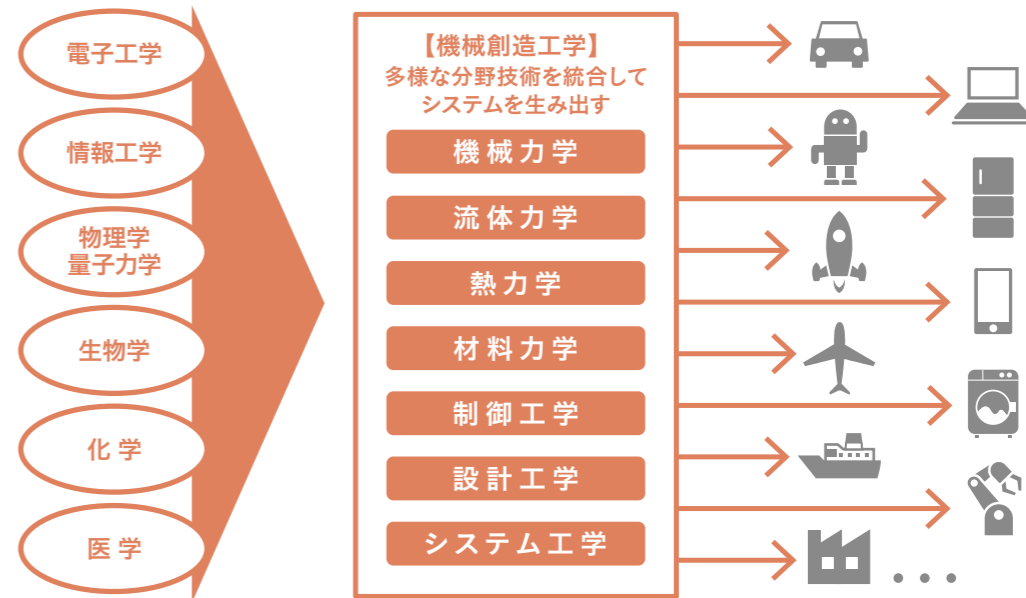 電子工学
情報工学
物理学
量子力学
生物学
化 学
医 学
【機械創造工学】
多様な分野技術を統合して
システムを生み出す
機械力学
流体力学
熱力学
材料力学
制御工学
設計工学
システム工学